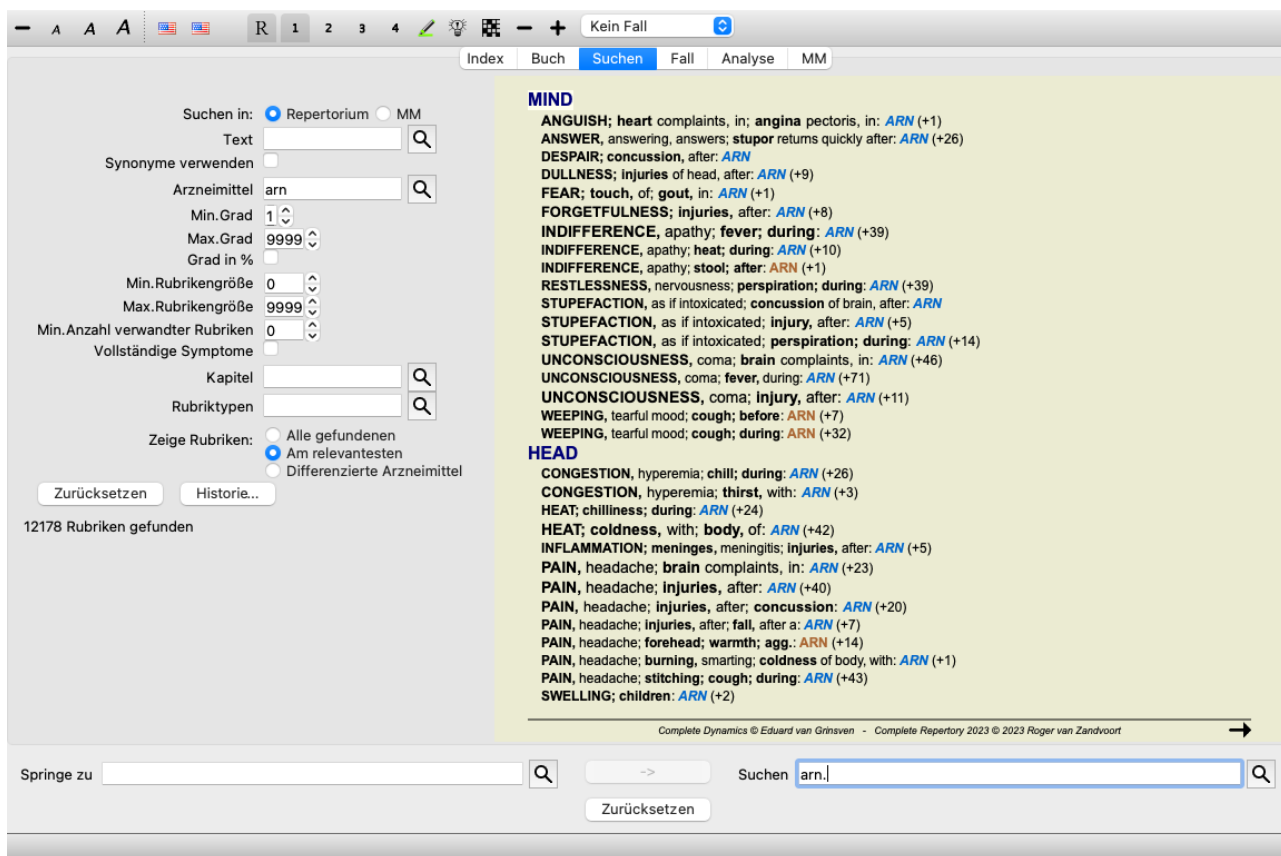 A A A R 1 2 3 4 Kein Fall
Index Buch Suchen Fall Analyse MM
Suchen in: Repertorium MM
Text
Synonyme verwenden
Arzneimittel arn
Min.Grad 1
Max.Grad 9999
Grad in %
Min.Rubrikengröße 0
Max.Rubrikengröße 9999
Min.Anzahl verwandter Rubriken 0
Vollständige Symptome
Kapitel
Rubriktypen
Zeige Rubriken: Alle gefundenen
Am relevantesten
Differenzierte Arzneimittel
Zurücksetzen Historie...
12178 Rubriken gefunden
MIND
ANGUISH; heart complaints, in; angina pectoris, in: ARN (+1)
ANSWER, answering, answers; stupor returns quickly after: ARN (+26)
DESPAIR; concussion, after: ARN
DULLNESS; injuries of head, after: ARN (+9)
FEAR; touch, of; gout, in: ARN (+1)
FORGETFULNESS; injuries, after: ARN (+8)
INDIFFERENCE, apathy; fever; during: ARN (+39)
INDIFFERENCE, apathy; heat; during: ARN (+10)
INDIFFERENCE, apathy; stool; after: ARN (+1)
RESTLESSNESS, nervousness; perspiration; during: ARN (+39)
STUPEFACTION, as if intoxicated; concussion of brain, after: ARN
STUPEFACTION, as if intoxicated; injury, after: ARN (+5)
STUPEFACTION, as if intoxicated; perspiration; during: ARN (+14)
UNCONSCIOUSNESS, coma; brain complaints, in: ARN (+46)
UNCONSCIOUSNESS, coma; fever, during: ARN (+71)
UNCONSCIOUSNESS, coma; injury, after: ARN (+11)
WEEPING, tearful mood; cough; before: ARN (+7)
WEEPING, tearful mood; cough; during: ARN (+32)
HEAD
CONGESTION, hyperemia; chill; during: ARN (+26)
CONGESTION, hyperemia; thirst, with: ARN (+3)
HEAT; chilliness; during: ARN (+24)
HEAT; coldness, with; body, of: ARN (+42)
INFLAMMATION; meninges, meningitis; injuries, after: ARN (+5)
PAIN, headache; brain complaints, in: ARN (+23)
PAIN, headache; injuries, after: ARN (+40)
PAIN, headache; injuries, after; concussion: ARN (+20)
PAIN, headache; injuries, after; fall, after a: ARN (+7)
PAIN, headache; forehead; warmth; agg.: ARN (+14)
PAIN, headache; burning, smarting; coldness of body, with: ARN (+1)
PAIN, headache; stitching; cough; during: ARN (+43)
SWELLING; children: ARN (+2)
Complete Dynamics © Eduard van Grinsven - Complete Repertory 2023 © 2023 Roger van Zandvoort
Springe zu -> Suchen arn.
Zurücksetzen